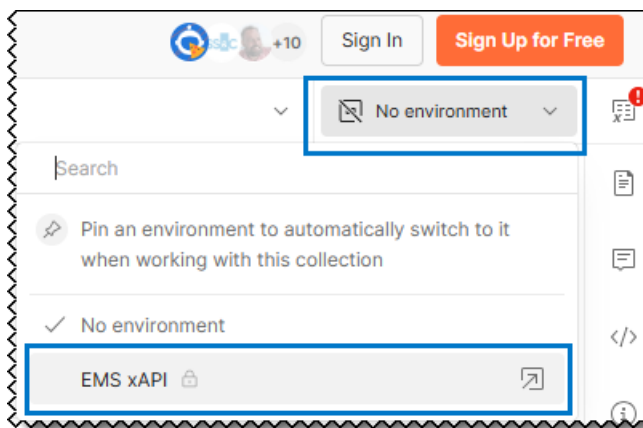 +10
Sign In
Sign Up for Free
No environment
Search
Pin an environment to automatically switch to it
when working with this collection
No environment
EMS xAPI